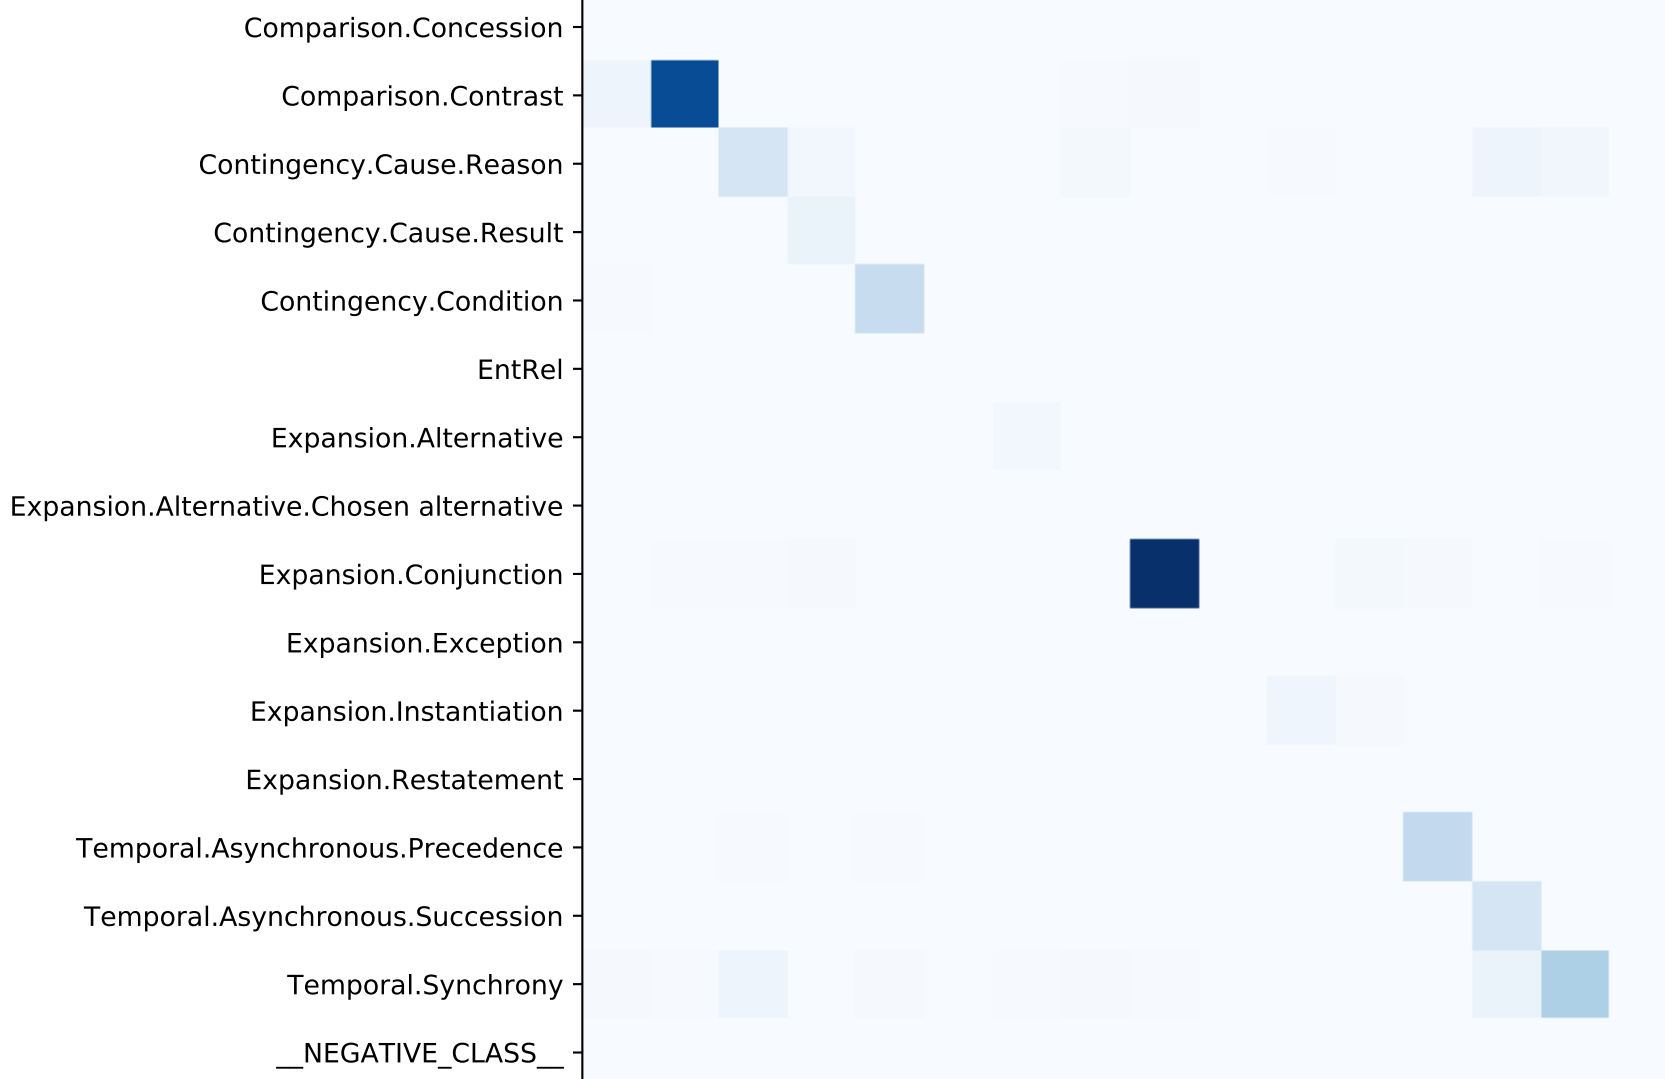 Comparison.Concession
Comparison.Contrast
Contingency.Cause.Reason
Contingency.Cause.Result
Contingency.Condition
EntRel
Expansion.Alternative
Expansion.Alternative.Chosen alternative
Expansion.Conjunction
Expansion.Exception
Expansion.Instantiation
Expansion.Restatement
Temporal.Asynchronous.Precedence
Temporal.Asynchronous.Succession
Temporal.Synchrony
__NEGATIVE_CLASS__